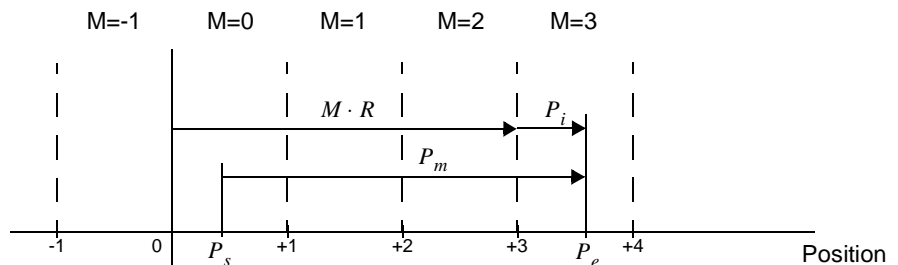 M=-1 M=0 M=1 M=2 M=3
M · R P_i
P_m
-1 0 P_s +1 +2 +3 P_e +4 Position